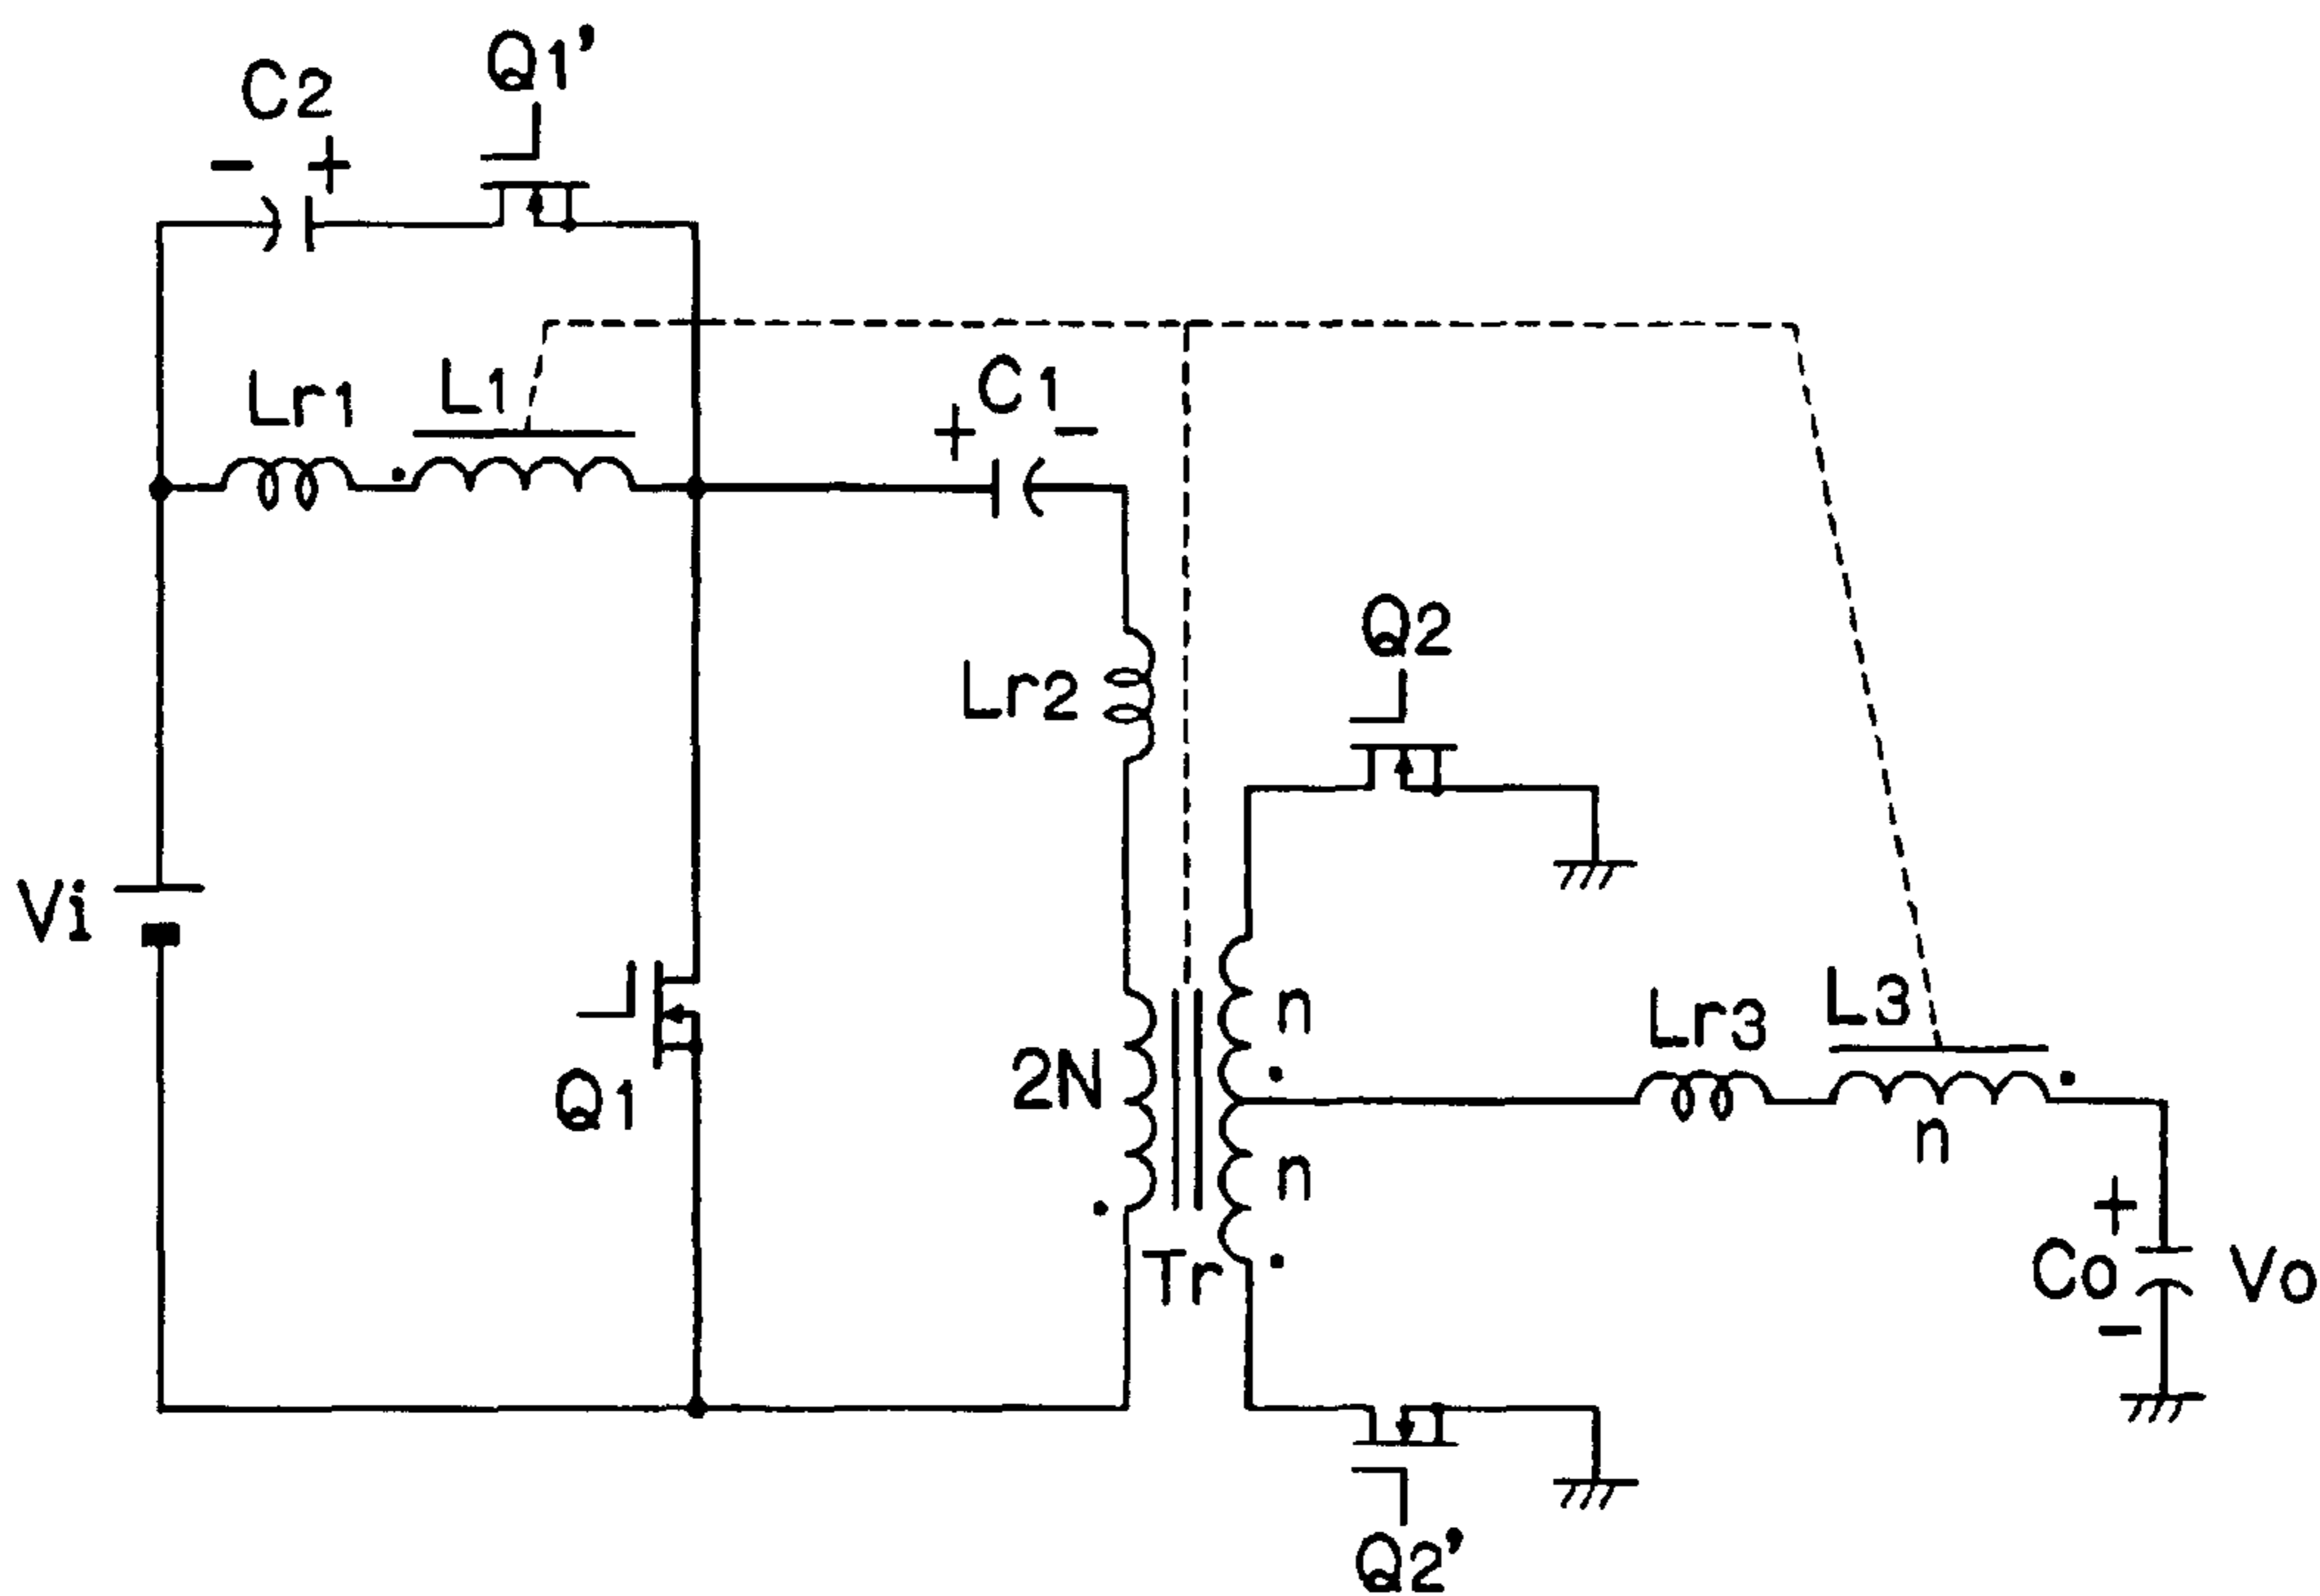 Q1’
C2
- +
Lr1
L1
C1
+ -
Q2
Lr2
Vi
n
Lr3
L3
2N
Q1
n
n
+
Tr
Co
Vo
-
Q2’